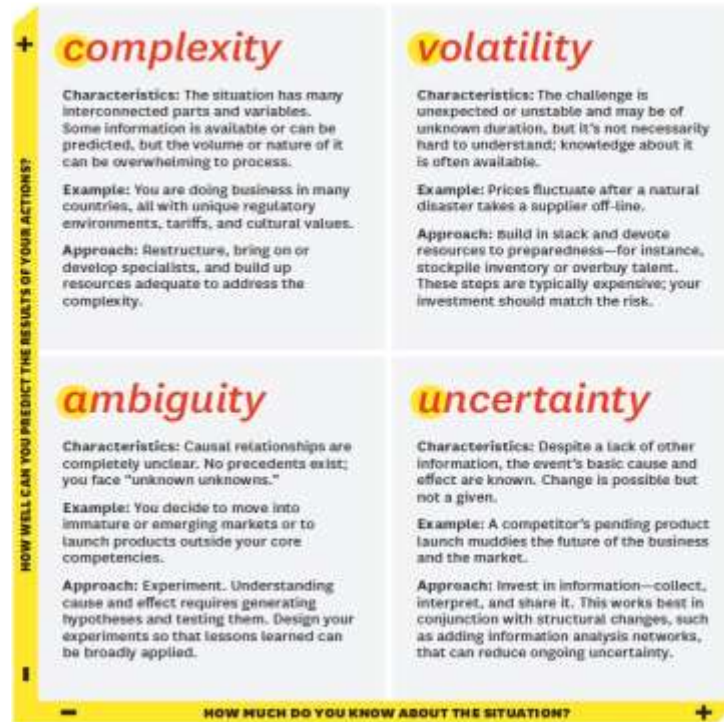 +
complexity
Characteristics: The situation has many
interconnected parts and variables.
Some information is available or can be
predicted, but the volume or nature of it
can be overwhelming to process.
Example: You are doing business in many
countries, all with unique regulatory
environments, tariffs, and cultural values.
Approach: Restructure, bring on or
develop specialists, and build up
resources adequate to address the
complexity.
volatility
Characteristics: The challenge is
unexpected or unstable and may be of
unknown duration, but it's not necessarily
hard to understand; knowledge about it
is often available.
Example: Prices fluctuate after a natural
disaster takes a supplier off-line.
Approach: Build in slack and devote
resources to preparedness—for instance,
stockpile inventory or overbuy talent.
These steps are typically expensive; your
investment should match the risk.
HOW WELL CAN YOU PREDICT THE RESULTS OF YOUR ACTIONS?
ambiguity
Characteristics: Causal relationships are
completely unclear. No precedents exist;
you face “unknown unknowns.”
Example: You decide to move into
immature or emerging markets or to
launch products outside your core
competencies.
Approach: Experiment. Understanding
cause and effect requires generating
hypotheses and testing them. Design your
experiments so that lessons learned can
be broadly applied.
uncertainty
Characteristics: Despite a lack of other
information, the event's basic cause and
effect are known. Change is possible but
not a given.
Example: A competitor's pending product
launch muddies the future of the business
and the market.
Approach: Invest in information—collect,
interpret, and share it. This works best in
conjunction with structural changes, such
as adding information analysis networks,
that can reduce ongoing uncertainty.
–
– HOW MUCH DO YOU KNOW ABOUT THE SITUATION? +